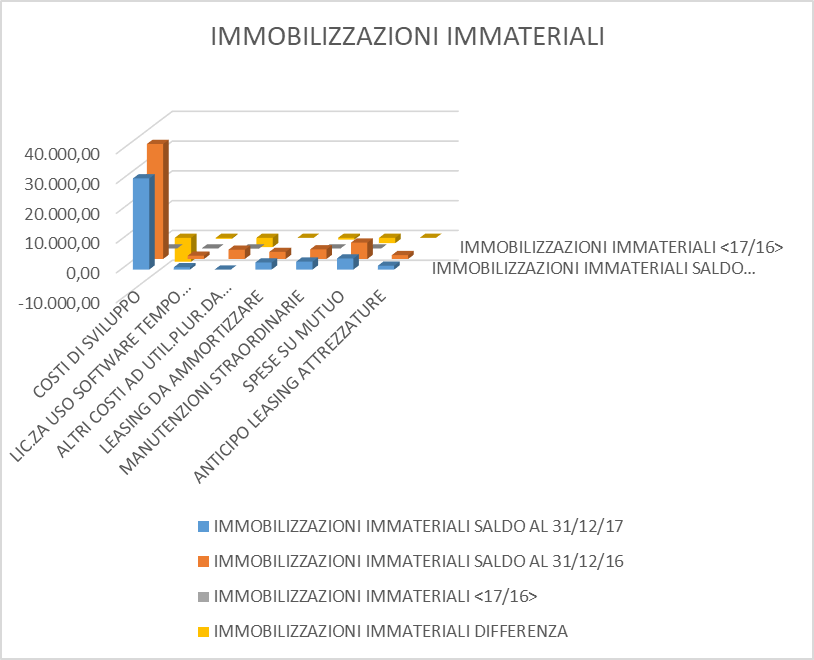 IMMOBILIZZAZIONI IMMATERIALI
40.000,00
30.000,00
20.000,00
10.000,00
0,00
-10.000,00
IMMOBILIZZAZIONI IMMATERIALI <17/16>
IMMOBILIZZAZIONI IMMATERIALI SALDO...
COSTI DI SVILUPPO
LIC.ZA USO SOFTWARE TEMPO...
ALTRI COSTI AD UTIL.PLUR.DA...
LEASING DA AMMORTIZZARE
MANUTENZIONI STRAORDINARIE
SPESE SU MUTUO
ANTICIPO LEASING ATTREZZATURE
IMMOBILIZZAZIONI IMMATERIALI SALDO AL 31/12/17
IMMOBILIZZAZIONI IMMATERIALI SALDO AL 31/12/16
IMMOBILIZZAZIONI IMMATERIALI <17/16>
IMMOBILIZZAZIONI IMMATERIALI DIFFERENZA